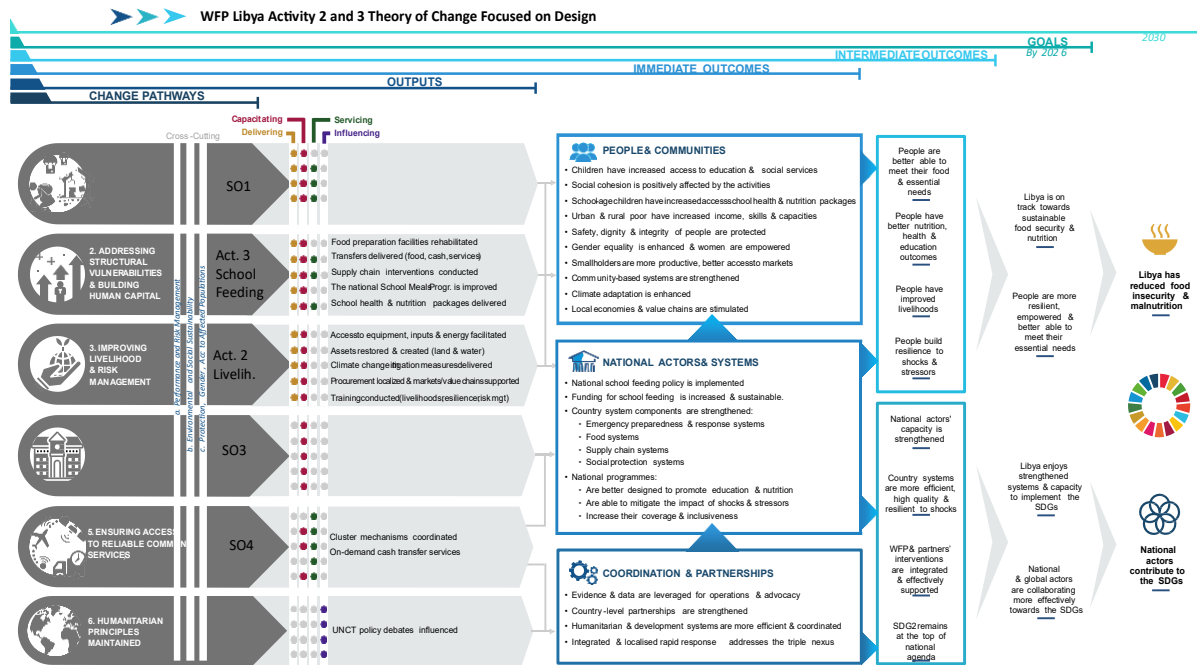 WFP Libya Activity 2 and 3 Theory of Change Focused on Design
2030
GOALS
By 2026
INTERMEDIATE OUTCOMES
IMMEDIATE OUTCOMES
OUTPUTS
CHANGE PATHWAYS
Capacitating
Delivering
Servicing
Influencing
Cross-Cutting
a. Performance and Risk Management
b. Environmental and Social Sustainability
c. Protection, Gender, Acc to Affected Populations
SO1
2. ADDRESSING
STRUCTURAL
VULNERABILITIES
& BUILDING
HUMAN CAPITAL
Act. 3
School
Feeding
Food preparation facilities rehabilitated
Transfers delivered (food, cash, services)
Supply chain interventions conducted
The national School Meals Progr. is improved
School health & nutrition packages delivered
3. IMPROVING
LIVELIHOOD
& RISK
MANAGEMENT
Act. 2
Livelih.
Access to equipment, inputs & energy facilitated
Assets restored & created (land & water)
Climate change itigation measures delivered
Procurement localized & markets/value chains supported
Training conducted (livelihoods, resilience, risk mgt)
SO3
5. ENSURING ACCESS
TO RELIABLE COMMON
SERVICES
SO4
Cluster mechanisms coordinated
On-demand cash transfer services
6. HUMANITARIAN
PRINCIPLES
MAINTAINED
UNCT policy debates influenced
PEOPLE & COMMUNITIES
• Children have increased access to education & social services
• Social cohesion is positively affected by the activities
• School-age children have increased access school health & nutrition packages
• Urban & rural poor have increased income, skills & capacities
• Safety, dignity & integrity of people are protected
• Gender equality is enhanced & women are empowered
• Smallholders are more productive, better access to markets
• Community-based systems are strengthened
• Climate adaptation is enhanced
• Local economies & value chains are stimulated
NATIONAL ACTORS & SYSTEMS
• National school feeding policy is implemented
• Funding for school feeding is increased & sustainable.
• Country system components are strengthened:
• Emergency preparedness & response systems
• Food systems
• Supply chain systems
• Social protection systems
• National programmes:
• Are better designed to promote education & nutrition
• Are able to mitigate the impact of shocks & stressors
• Increase their coverage & inclusiveness
COORDINATION & PARTNERSHIPS
• Evidence & data are leveraged for operations & advocacy
• Country-level partnerships are strengthened
• Humanitarian & development systems are more efficient & coordinated
• Integrated & localised rapid response addresses the triple nexus
People are
better able to
meet their food
& essential
needs
People have
better nutrition,
health &
education
outcomes
People have
improved
livelihoods
People build
resilience to
shocks &
stressors
National actors'
capacity is
strengthened
Country systems
are more efficient,
high quality &
resilient to shocks
WFP & partners'
interventions
are integrated
& effectively
supported
SDG2 remains
at the top of
national
agenda
Libya is on
track towards
sustainable
food security &
nutrition
People are more
resilient,
empowered &
better able to
meet their
essential needs
Libya enjoys
strengthened
systems & capacity
to implement the
SDGs
National
& global actors
are collaborating
more effectively
towards the SDGs
Libya has
reduced food
insecurity &
malnutrition
National
actors
contribute to
the SDGs